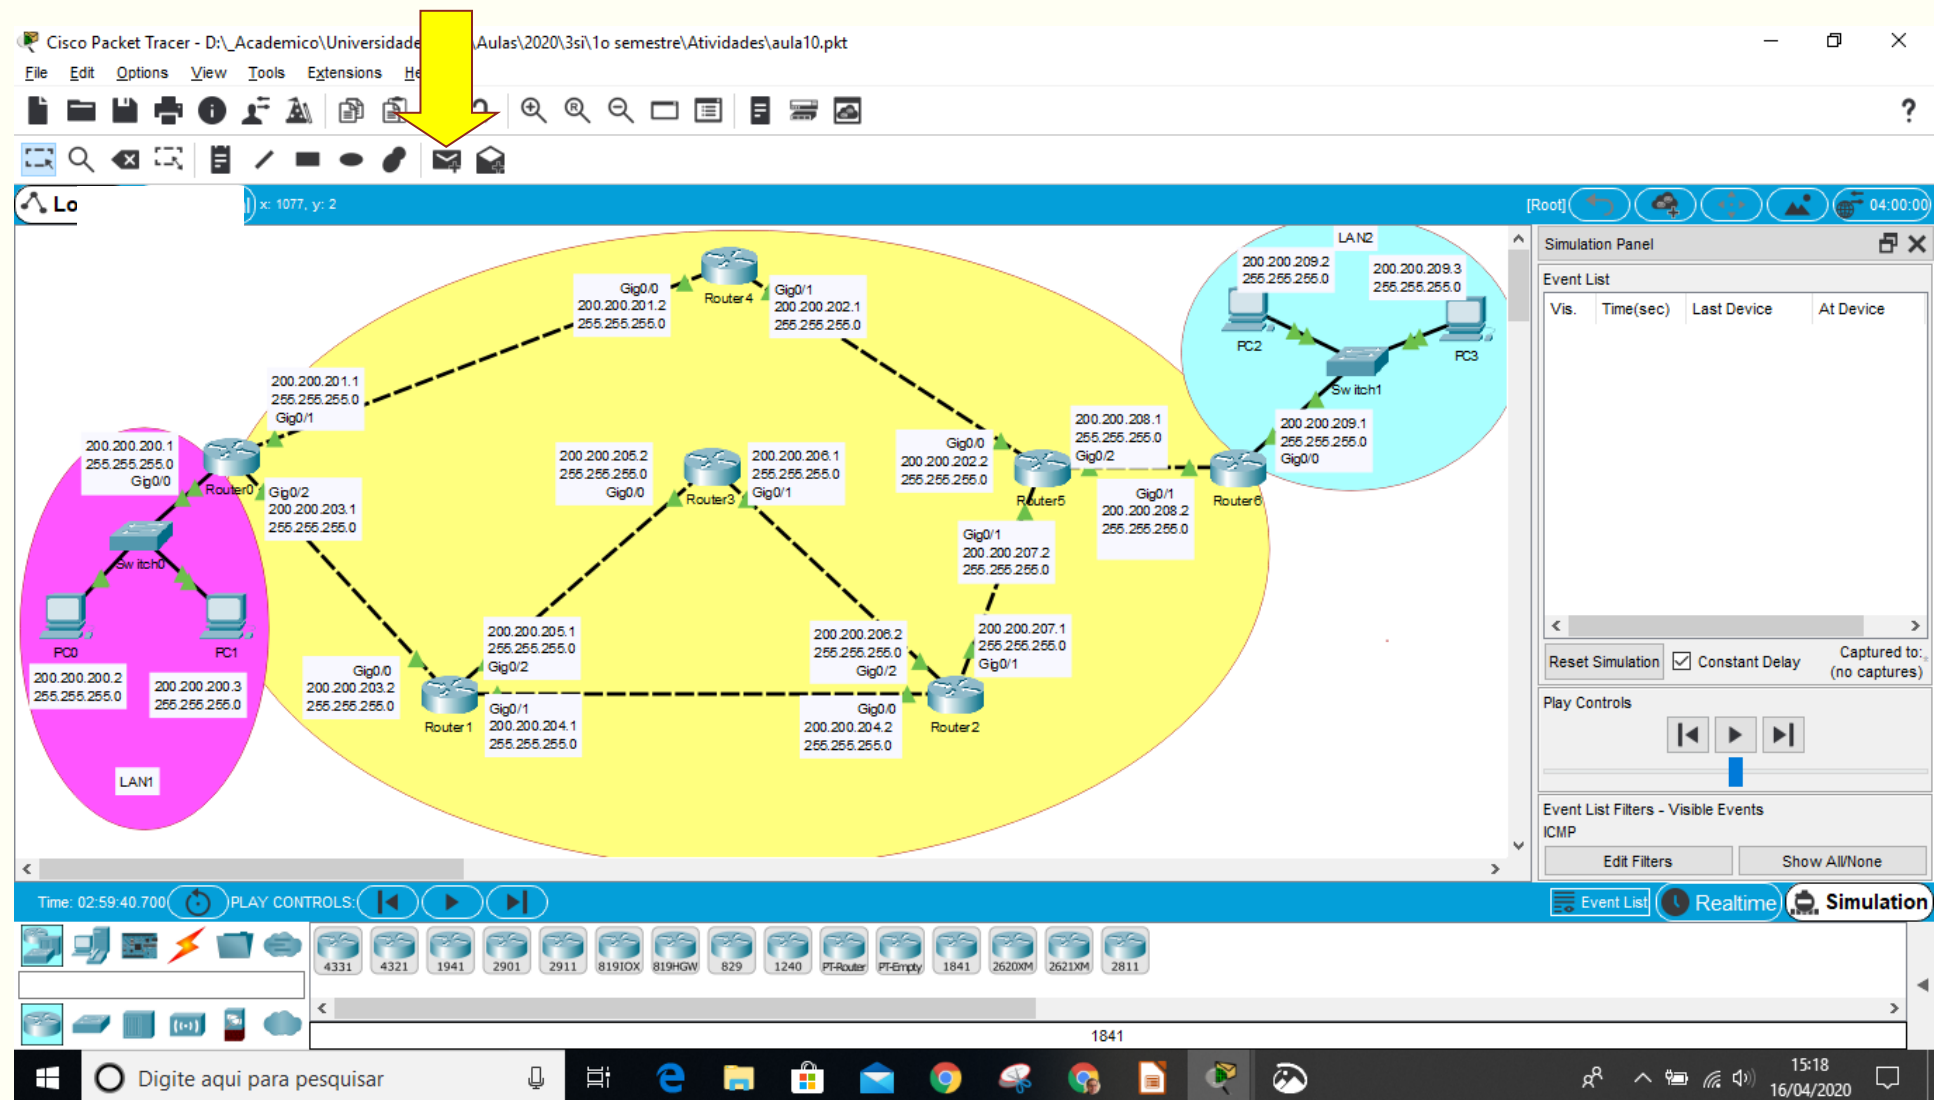 Cisco Packet Tracer - D:\_Academico\Universidade \Aulas\2020\3si\1o semestre\Atividades\aula10.pkt
File Edit Options View Tools Extensions
Lo x: 1077, y: 2 [Root] 04:00:00
Router4
Gig0/0
200.200.201.2
255.255.255.0
Gig0/1
200.200.202.1
255.255.255.0
LAN2
200.200.209.2
255.255.255.0
200.200.209.3
255.255.255.0
PC2
PC3
Switch1
200.200.209.1
255.255.255.0
Gig0/0
200.200.201.1
255.255.255.0
Gig0/1
200.200.200.1
255.255.255.0
Gig0/0
Router0
Gig0/2
200.200.203.1
255.255.255.0
Switch0
PC0
PC1
200.200.200.2
255.255.255.0
200.200.200.3
255.255.255.0
LAN1
200.200.205.2
255.255.255.0
Gig0/0
Router3
200.200.206.1
255.255.255.0
Gig0/1
Gig0/0
200.200.202.2
255.255.255.0
Router5
200.200.208.1
255.255.255.0
Gig0/2
Gig0/1
200.200.208.2
255.255.255.0
Router6
Gig0/1
200.200.207.2
255.255.255.0
200.200.205.1
255.255.255.0
Gig0/2
Gig0/0
200.200.203.2
255.255.255.0
Router1
Gig0/1
200.200.204.1
255.255.255.0
200.200.206.2
255.255.255.0
Gig0/2
200.200.207.1
255.255.255.0
Gig0/1
Gig0/0
200.200.204.2
255.255.255.0
Router2
Simulation Panel
Event List
Vis. Time(sec) Last Device At Device
Reset Simulation Constant Delay Captured to:
(no captures)
Play Controls
Event List Filters - Visible Events
ICMP
Edit Filters Show All/None
Time: 02:59:40.700 PLAY CONTROLS: Event List Realtime Simulation
4331 4321 1941 2901 2911 819IOX 819HGW 829 1240 PT-Router PT-Empty 1841 2620XM 2621XM 2811
1841
Digite aqui para pesquisar
15:18
16/04/2020